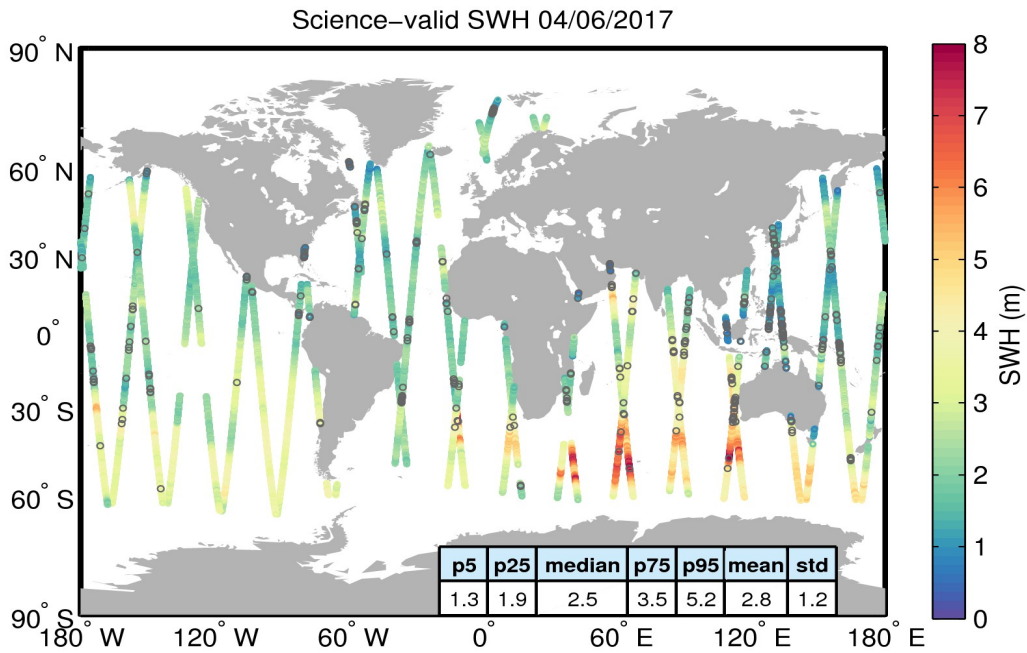 Science−valid SWH 04/06/2017
90° N
60° N
30° N
0°
30° S
60° S
90° S
180° W
120° W
60° W
0°
60° E
120° E
180° E
p5 p25 median p75 p95 mean std
1.3 1.9 2.5 3.5 5.2 2.8 1.2
8
7
6
5
4
3
2
1
0
SWH (m)